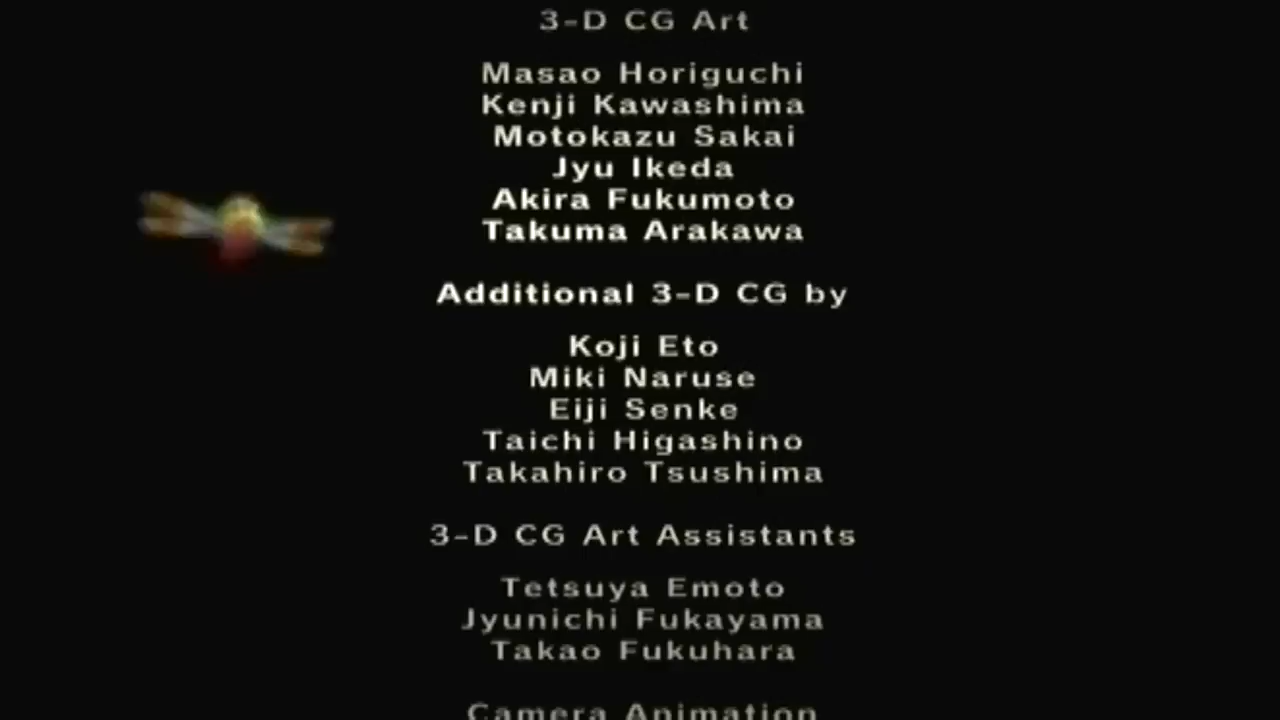 3-D CG Art
Masao Horiguchi
Kenji Kawashima
Motokazu Sakai
Jyu Ikeda
Akira Fukumoto
Takuma Arakawa
Additional 3-D CG by
Koji Eto
Miki Naruse
Eiji Senke
Taichi Higashino
Takahiro Tsushima
3-D CG Art Assistants
Tetsuya Emoto
Jyunichi Fukayama
Takao Fukuhara
Camera Animation